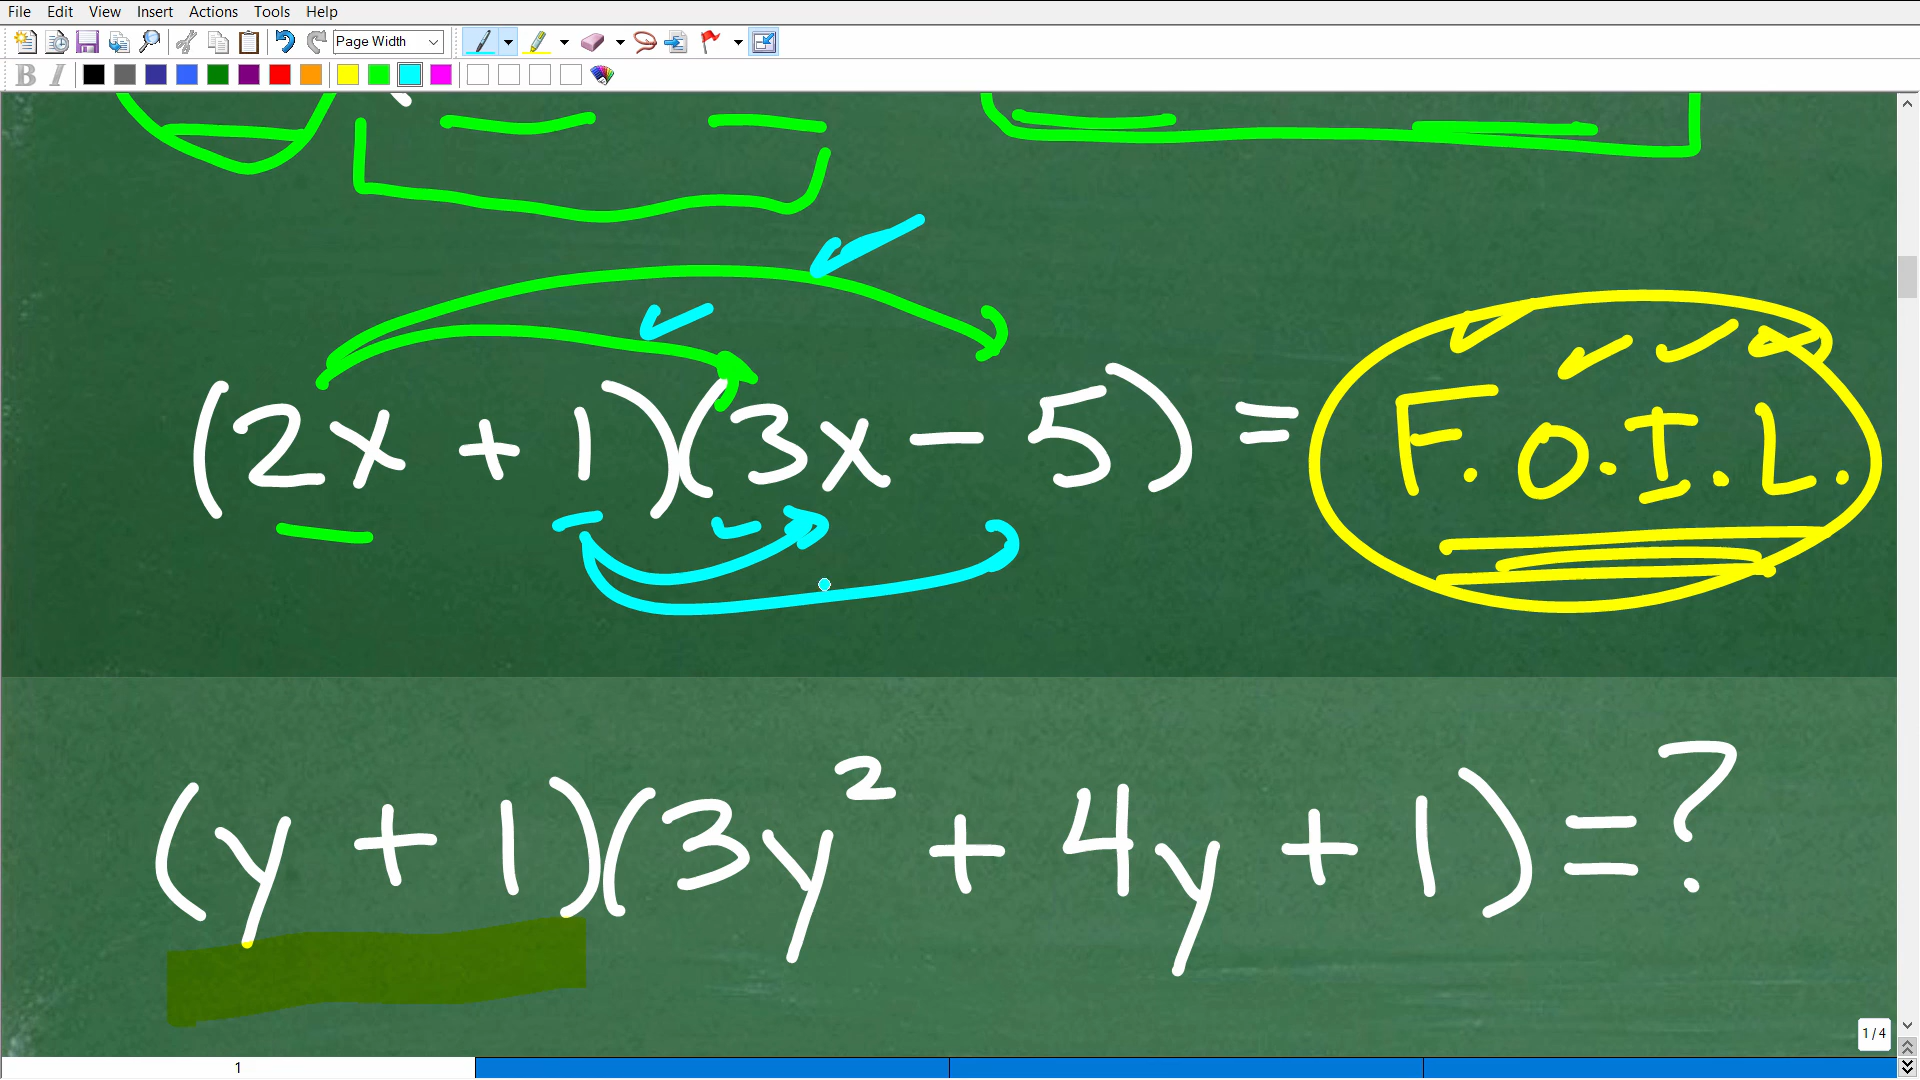 File Edit View Insert Actions Tools Help
Page Width
B I
(2x + 1)(3x - 5) = F.O.I.L.
(y + 1)(3y² + 4y + 1) = ?
1 / 4
1